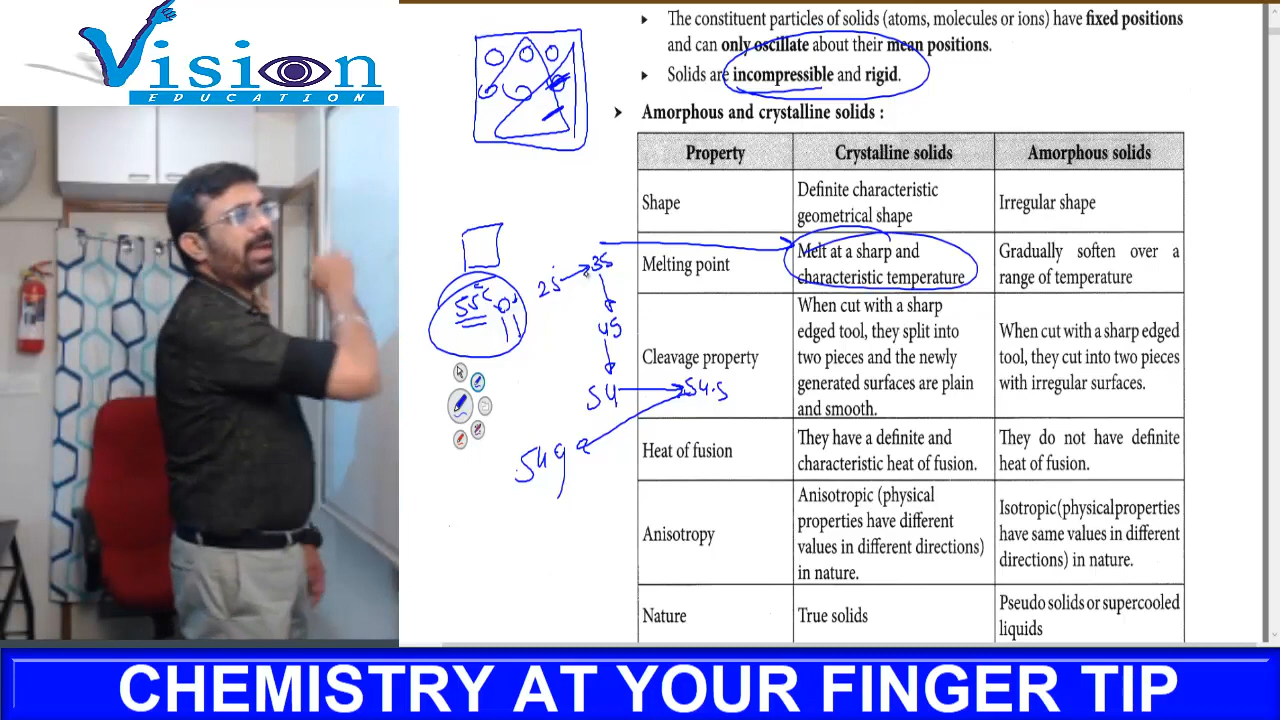 Vision
EDUCATION
‣ The constituent particles of solids (atoms, molecules or ions) have fixed positions
and can only oscillate about their mean positions.
‣ Solids are incompressible and rigid.
➤ Amorphous and crystalline solids :
Property Crystalline solids Amorphous solids
Shape
Definite characteristic
geometrical shape
Irregular shape
Melting point
Melt at a sharp and
characteristic temperature
Gradually soften over a
range of temperature
Cleavage property
When cut with a sharp
edged tool, they split into
two pieces and the newly
generated surfaces are plain
and smooth.
When cut with a sharp edged
tool, they cut into two pieces
with irregular surfaces.
Heat of fusion
They have a definite and
characteristic heat of fusion.
They do not have definite
heat of fusion.
Anisotropy
Anisotropic (physical
properties have different
values in different directions)
in nature.
Isotropic (physical properties
have same values in different
directions) in nature.
Nature
True solids
Pseudo solids or supercooled
liquids
55°C
25 35
45
54 54.5
549
CHEMISTRY AT YOUR FINGER TIP